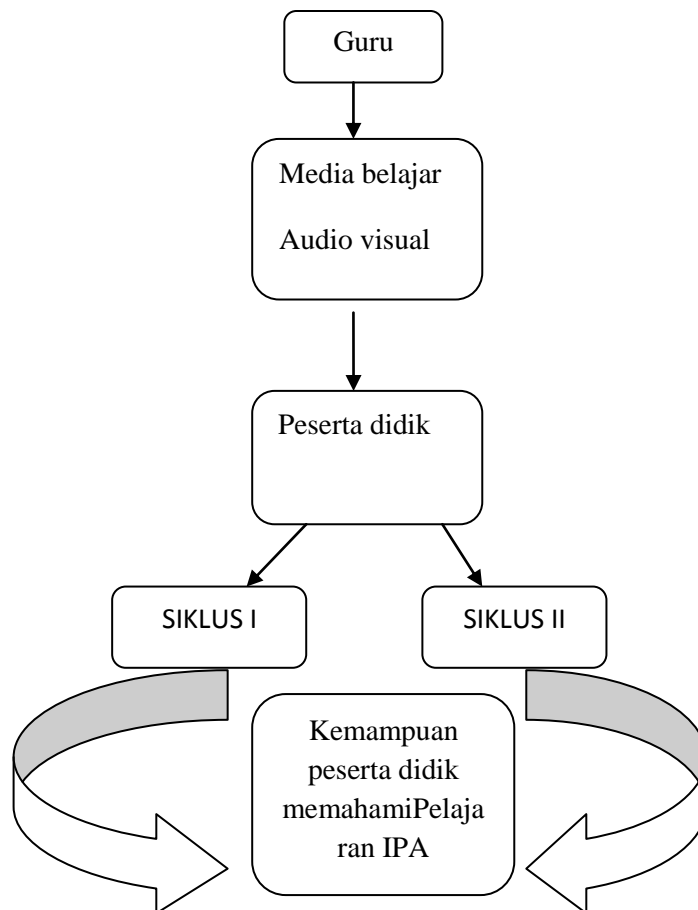 Guru
Media belajar
Audio visual
Peserta didik
SIKLUS I
SIKLUS II
Kemampuan
peserta didik
memahamiPelaja
ran IPA